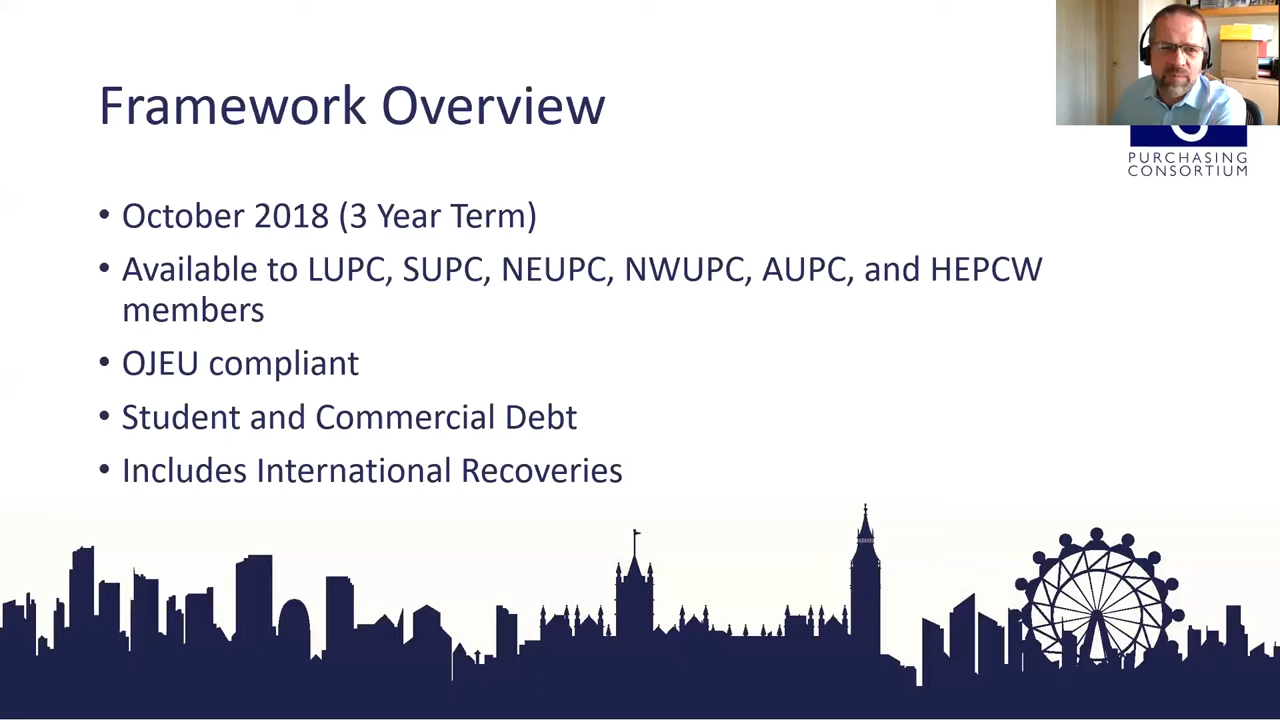 Framework Overview
PURCHASING
CONSORTIUM
• October 2018 (3 Year Term)
• Available to LUPC, SUPC, NEUPC, NWUPC, AUPC, and HEPCW
members
• OJEU compliant
• Student and Commercial Debt
• Includes International Recoveries